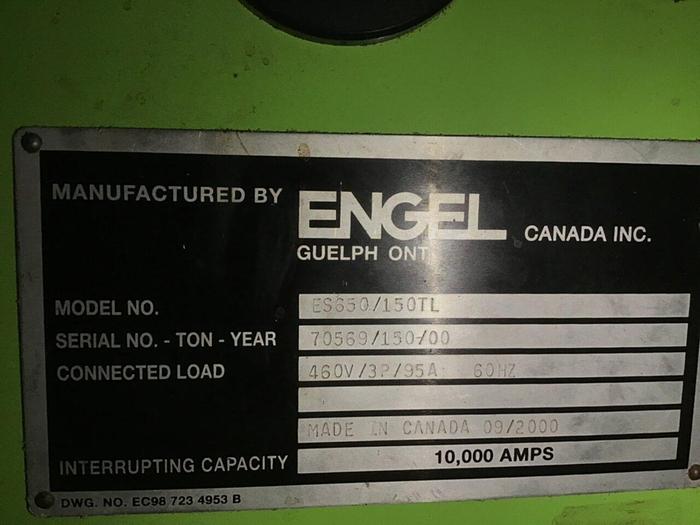 MANUFACTURED BY ENGEL CANADA INC.
GUELPH ONT
MODEL NO. ES650/150TL
SERIAL NO. - TON - YEAR 70569/150/00
CONNECTED LOAD 460V/3P/95A 60HZ
MADE IN CANADA 09/2000
INTERRUPTING CAPACITY 10,000 AMPS
DWG. NO. EC98 723 4953 B